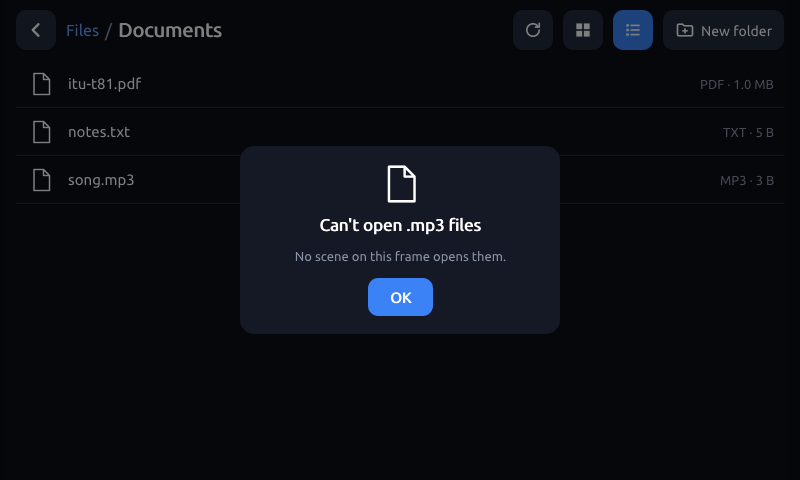 Files / Documents
New folder
itu-t81.pdf
PDF · 1.0 MB
notes.txt
TXT · 5 B
song.mp3
MP3 · 3 B
Can't open .mp3 files
No scene on this frame opens them.
OK